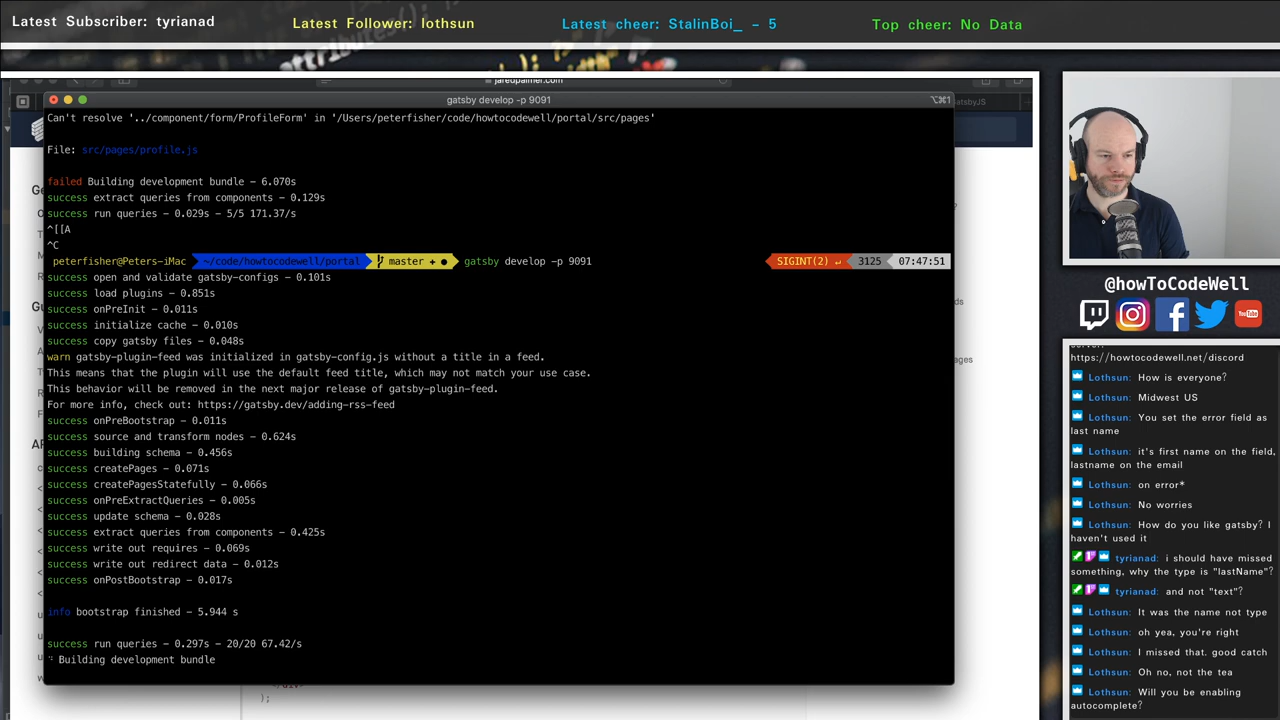 Latest Subscriber: tyrianad
Latest Follower: lothsun
Latest cheer: StalinBoi_ - 5
Top cheer: No Data
attributes();
jaredpalmer.com
gatsby develop -p 9091
⌥⌘1
GatsbyJS
Can't resolve '../component/form/ProfileForm' in '/Users/peterfisher/code/howtocodewell/portal/src/pages'
File: src/pages/profile.js
failed Building development bundle - 6.070s
success extract queries from components - 0.129s
success run queries - 0.029s - 5/5 171.37/s
^[[A
^C
peterfisher@Peters-iMac ~/code/howtocodewell/portal master + ● gatsby develop -p 9091 SIGINT(2) ↵ 3125 07:47:51
success open and validate gatsby-configs - 0.101s
success load plugins - 0.851s
success onPreInit - 0.011s
success initialize cache - 0.010s
success copy gatsby files - 0.048s
warn gatsby-plugin-feed was initialized in gatsby-config.js without a title in a feed.
This means that the plugin will use the default feed title, which may not match your use case.
This behavior will be removed in the next major release of gatsby-plugin-feed.
For more info, check out: https://gatsby.dev/adding-rss-feed
success onPreBootstrap - 0.011s
success source and transform nodes - 0.624s
success building schema - 0.456s
success createPages - 0.071s
success createPagesStatefully - 0.066s
success onPreExtractQueries - 0.005s
success update schema - 0.028s
success extract queries from components - 0.425s
success write out requires - 0.069s
success write out redirect data - 0.012s
success onPostBootstrap - 0.017s
info bootstrap finished - 5.944 s
success run queries - 0.297s - 20/20 67.42/s
Building development bundle
);
@howToCodeWell
https://howtocodewell.net/discord
Lothsun: How is everyone?
Lothsun: Midwest US
Lothsun: You set the error field as
last name
Lothsun: it's first name on the field,
lastname on the email
Lothsun: on error*
Lothsun: No worries
Lothsun: How do you like gatsby? I
haven't used it
tyrianad: i should have missed
something, why the type is "lastName"?
tyrianad: and not "text"?
Lothsun: It was the name not type
Lothsun: oh yea, you're right
Lothsun: I missed that. good catch
Lothsun: Oh no, not the tea
Lothsun: Will you be enabling
autocomplete?